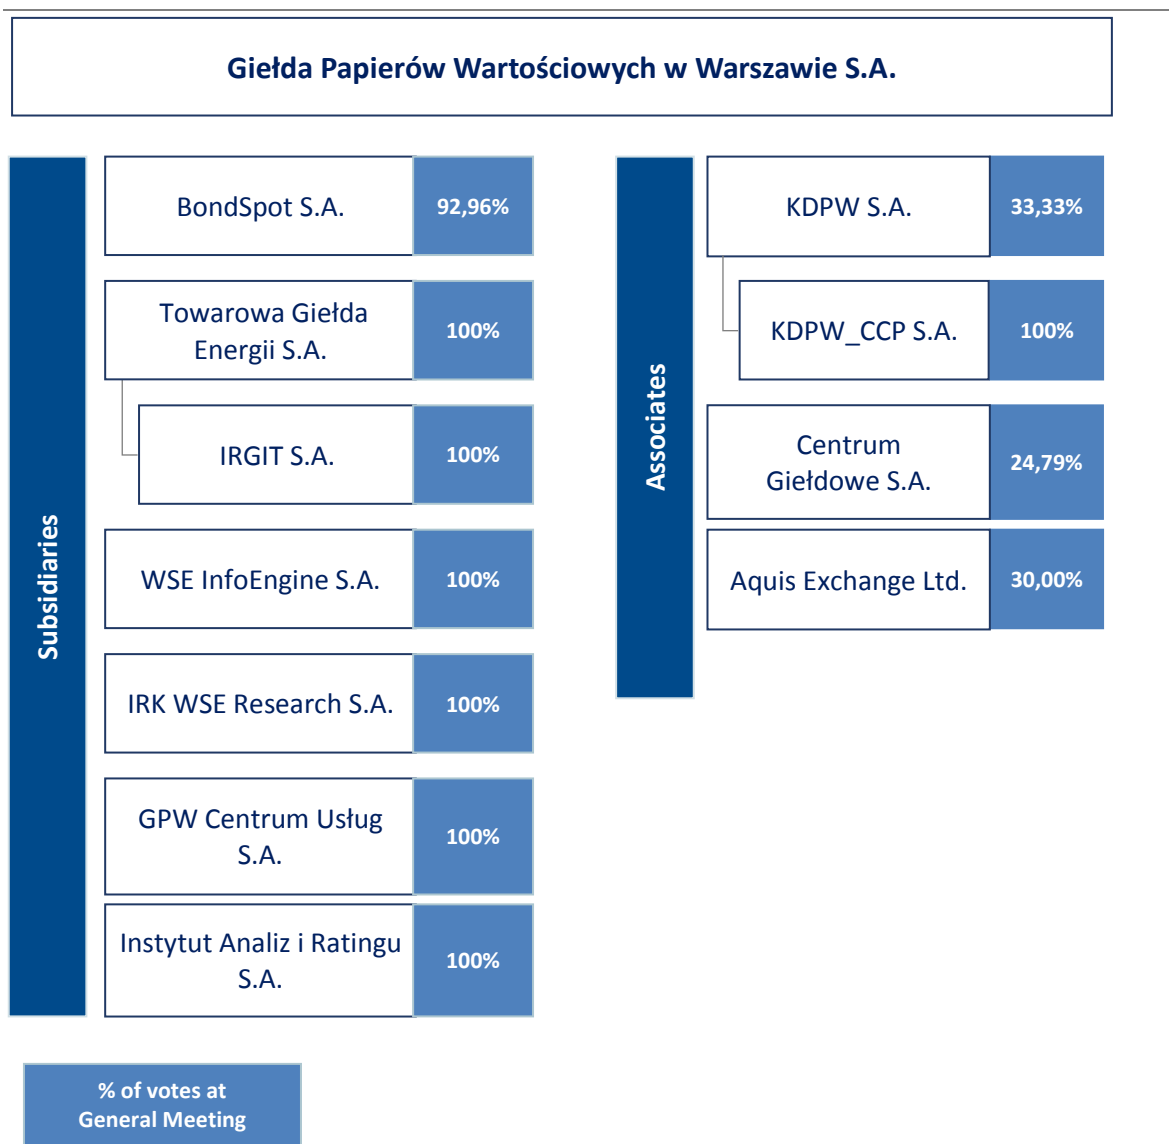 Giełda Papierów Wartościowych w Warszawie S.A.
Subsidiaries
BondSpot S.A.
92,96%
Towarowa Giełda
Energii S.A.
100%
IRGIT S.A.
100%
WSE InfoEngine S.A.
100%
IRK WSE Research S.A.
100%
GPW Centrum Usług
S.A.
100%
Instytut Analiz i Ratingu
S.A.
100%
Associates
KDPW S.A.
33,33%
KDPW_CCP S.A.
100%
Centrum
Giełdowe S.A.
24,79%
Aquis Exchange Ltd.
30,00%
% of votes at
General Meeting